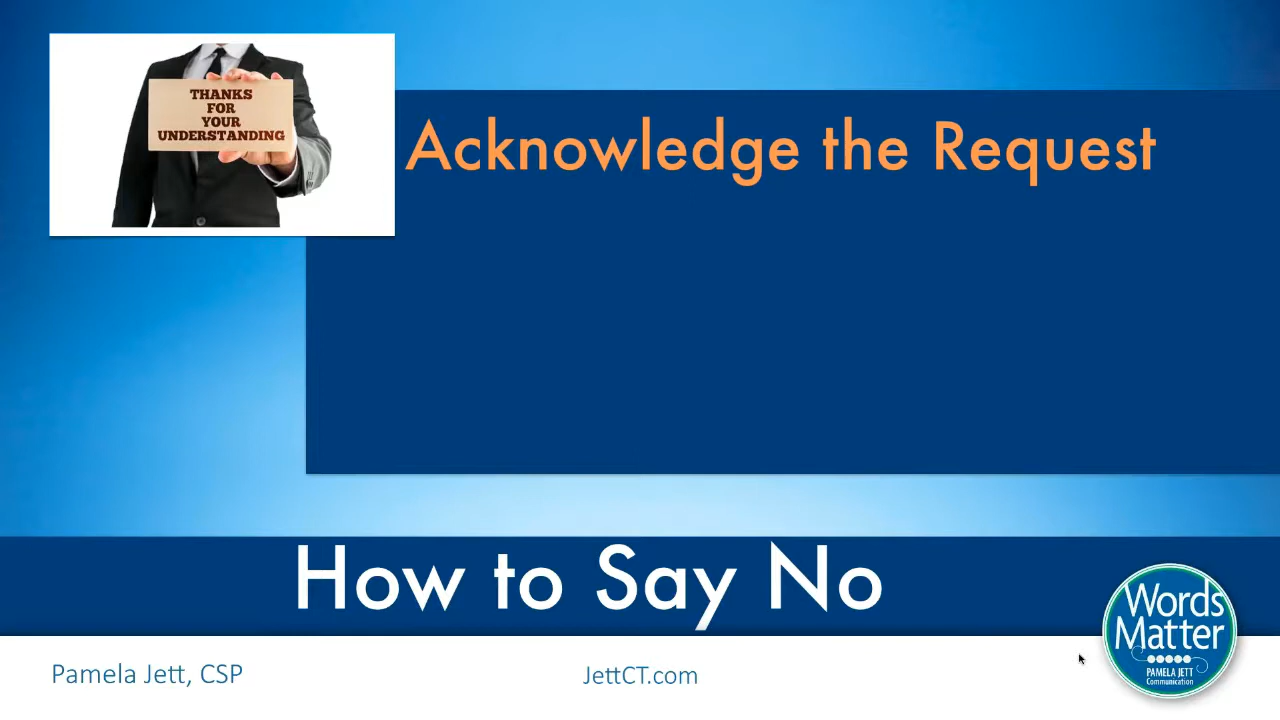 THANKS
FOR
YOUR
UNDERSTANDING
Acknowledge the Request
How to Say No
Words
Matter
PAMELA JETT
Communication
Pamela Jett, CSP
JettCT.com